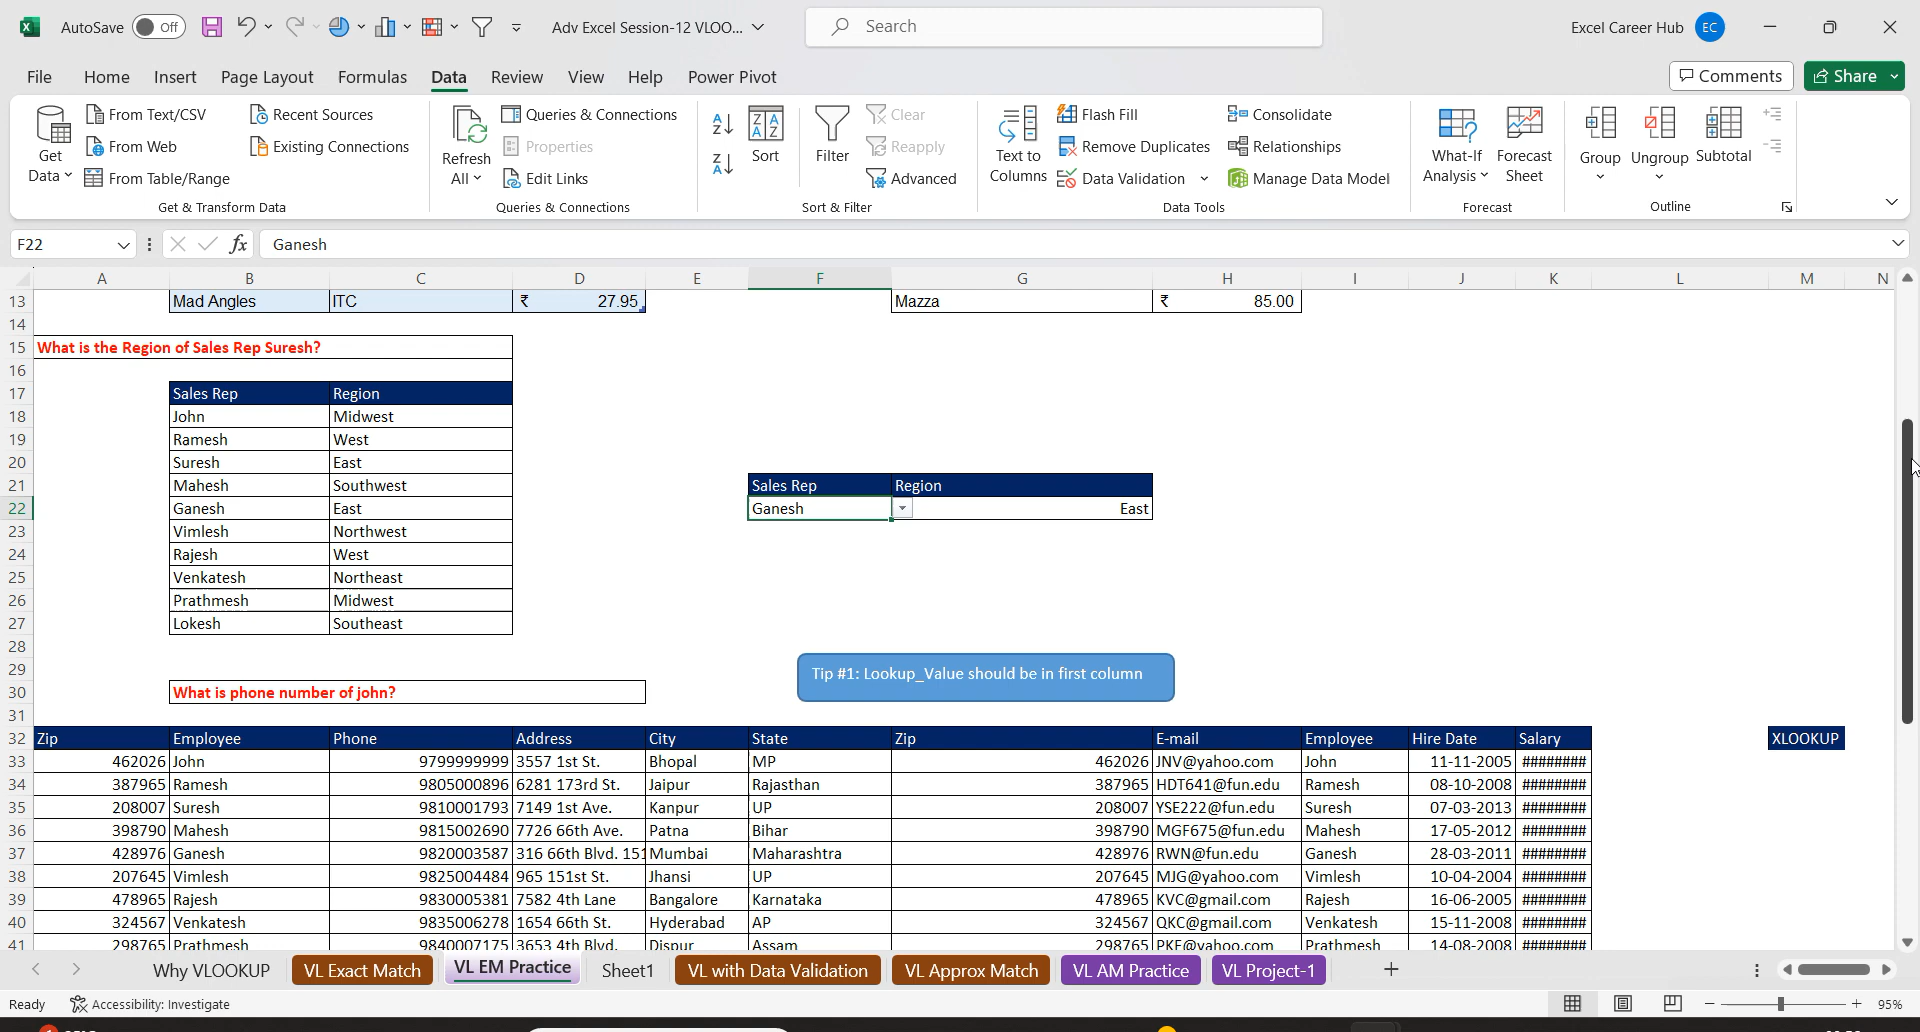 AutoSave Off Adv Excel Session-12 VLOO... Search Excel Career Hub EC
File Home Insert Page Layout Formulas Data Review View Help Power Pivot Comments Share
Get Data
From Text/CSV
From Web
From Table/Range
Recent Sources
Existing Connections
Get & Transform Data
Refresh All
Queries & Connections
Properties
Edit Links
Queries & Connections
Sort
Filter
Clear
Reapply
Advanced
Sort & Filter
Text to Columns
Flash Fill
Remove Duplicates
Data Validation
Consolidate
Relationships
Manage Data Model
Data Tools
What-If Analysis
Forecast Sheet
Forecast
Group
Ungroup
Subtotal
Outline
F22 fx Ganesh
A B C D E F G H I J K L M N
13 Mad Angles ITC ₹ 27.95 Mazza ₹ 85.00
14
15 What is the Region of Sales Rep Suresh?
16
17 Sales Rep Region
18 John Midwest
19 Ramesh West
20 Suresh East
21 Mahesh Southwest Sales Rep Region
22 Ganesh East Ganesh East
23 Vimlesh Northwest
24 Rajesh West
25 Venkatesh Northeast
26 Prathmesh Midwest
27 Lokesh Southeast
28
29 Tip #1: Lookup_Value should be in first column
30 What is phone number of john?
31
32 Zip Employee Phone Address City State Zip E-mail Employee Hire Date Salary XLOOKUP
33 462026 John 9799999999 3557 1st St. Bhopal MP 462026 JNV@yahoo.com John 11-11-2005 ########
34 387965 Ramesh 9805000896 6281 173rd St. Jaipur Rajasthan 387965 HDT641@fun.edu Ramesh 08-10-2008 ########
35 208007 Suresh 9810001793 7149 1st Ave. Kanpur UP 208007 YSE222@fun.edu Suresh 07-03-2013 ########
36 398790 Mahesh 9815002690 7726 66th Ave. Patna Bihar 398790 MGF675@fun.edu Mahesh 17-05-2012 ########
37 428976 Ganesh 9820003587 316 66th Blvd. 151 Mumbai Maharashtra 428976 RWN@fun.edu Ganesh 28-03-2011 ########
38 207645 Vimlesh 9825004484 965 151st St. Jhansi UP 207645 MJG@yahoo.com Vimlesh 10-04-2004 ########
39 478965 Rajesh 9830005381 7582 4th Lane Bangalore Karnataka 478965 KVC@gmail.com Rajesh 16-06-2005 ########
40 324567 Venkatesh 9835006278 1654 66th St. Hyderabad AP 324567 QKC@gmail.com Venkatesh 15-11-2008 ########
41 298765 Prathmesh 9840007175 3653 4th Blvd. Dispur Assam 298765 PKF@yahoo.com Prathmesh 14-08-2008 ########
Why VLOOKUP VL Exact Match VL EM Practice Sheet1 VL with Data Validation VL Approx Match VL AM Practice VL Project-1
Ready Accessibility: Investigate 95%